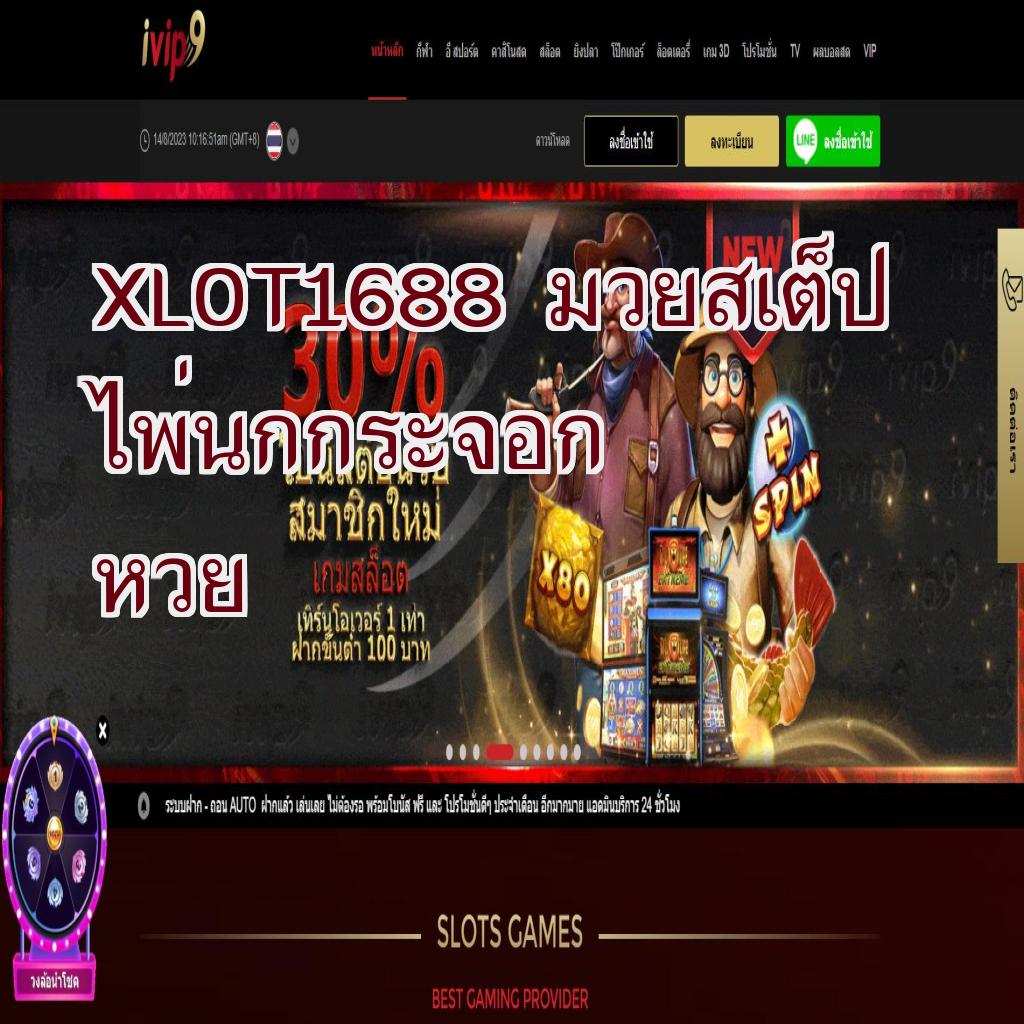 ivip9
หน้าหลัก กีฬา อีสปอร์ต คาสิโนสด สล็อต ยิงปลา โป๊กเกอร์ ล็อตเตอรี่ เกม 3D โปรโมชั่น TV ผลบอลสด VIP
14/8/2023 10:16:51am (GMT+8)
ดาวน์โหลด ลงชื่อเข้าใช้ ลงทะเบียน LINE ลงชื่อเข้าใช้
NEW
XLOT1688 มวยสเต็ป
30%
ไพ่นกกระจอก
สมาชิกใหม่
หวย
เกมสล็อต
เทิร์นโอเวอร์ 1 เท่า
ฝากขั้นต่ำ 100 บาท
+
SPIN
X80
EXTREME
ติดต่อเรา
X
ระบบฝาก - ถอน AUTO ฝากแล้ว เล่นเลย ไม่ต้องรอ พร้อมโบนัส ฟรี และ โปรโมชั่นดีๆ ประจำเดือน อีกมากมาย แอดมินบริการ 24 ชั่วโมง
วงล้อนำโชค
SLOTS GAMES
BEST GAMING PROVIDER